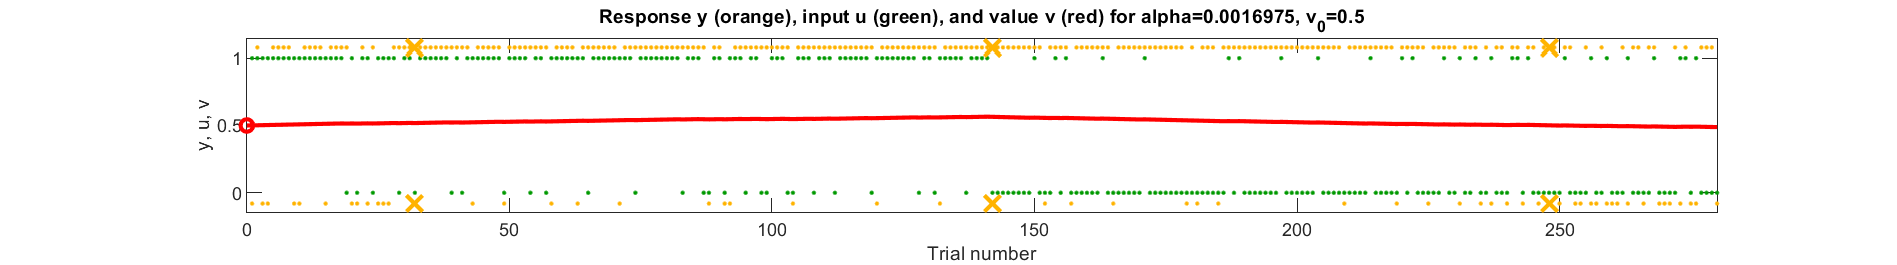 Response y (orange), input u (green), and value v (red) for alpha=0.0016975, v0=0.5
y, u, v
1
0.5
0
0 50 100 150 200 250
Trial number